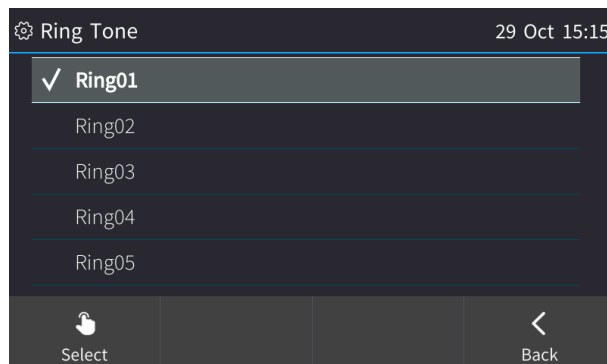 Ring Tone 29 Oct 15:15
Ring01
Ring02
Ring03
Ring04
Ring05
Select Back